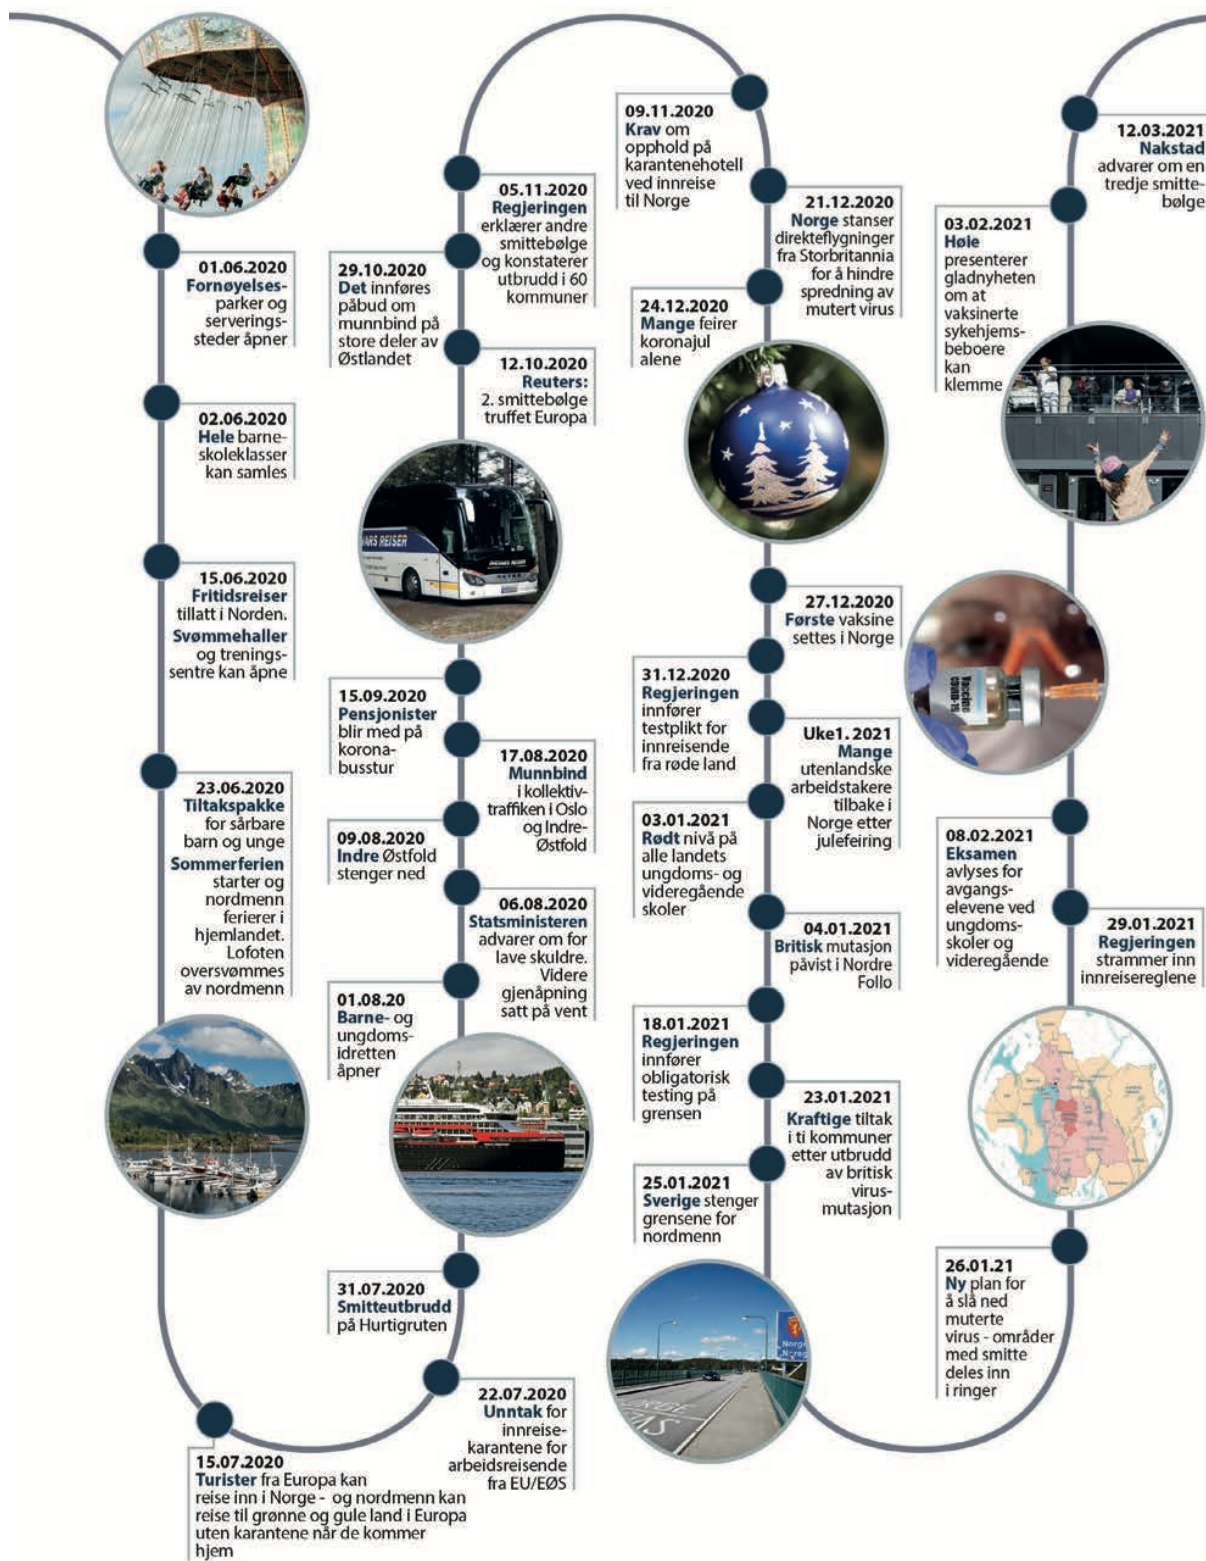 01.06.2020
Fornøyelses-
parker og
serverings-
steder åpner
02.06.2020
Hele barne-
skoleklasser
kan samles
15.06.2020
Fritidsreiser
tillatt i Norden.
Svømmehaller
og trenings-
sentre kan åpne
23.06.2020
Tiltakspakke
for sårbare
barn og unge
Sommerferien
starter og
nordmenn
ferierer i
hjemlandet.
Lofoten
oversvømmes
av nordmenn
15.07.2020
Turister fra Europa kan
reise inn i Norge - og nordmenn kan
reise til grønne og gule land i Europa
uten karantene når de kommer
hjem
22.07.2020
Unntak for
innreise-
karantene for
arbeidsreisende
fra EU/EØS
31.07.2020
Smitteutbrudd
på Hurtigruten
01.08.20
Barne- og
ungdoms-
idretten
åpner
06.08.2020
Statsministeren
advarer om for
lave skuldre.
Videre
gjenåpning
satt på vent
09.08.2020
Indre Østfold
stenger ned
17.08.2020
Munnbind
i kollektiv-
traffiken i Oslo
og Indre-
Østfold
15.09.2020
Pensjonister
blir med på
korona-
busstur
VARS REISER
12.10.2020
Reuters:
2. smittebølge
truffet Europa
29.10.2020
Det innføres
påbud om
munnbind på
store deler av
Østlandet
05.11.2020
Regjeringen
erklærer andre
smittebølge
og konstaterer
utbrudd i 60
kommuner
09.11.2020
Krav om
opphold på
karantenehotell
ved innreise
til Norge
21.12.2020
Norge stanser
direkteflygninger
fra Storbritannia
for å hindre
spredning av
mutert virus
24.12.2020
Mange feirer
koronajul
alene
27.12.2020
Første vaksine
settes i Norge
31.12.2020
Regjeringen
innfører
testplikt for
innreisende
fra røde land
Uke1. 2021
Mange
utenlandske
arbeidstakere
tilbake i
Norge etter
julefeiring
03.01.2021
Rødt nivå på
alle landets
ungdoms- og
videregående
skoler
04.01.2021
Britisk mutasjon
påvist i Nordre
Follo
18.01.2021
Regjeringen
innfører
obligatorisk
testing på
grensen
23.01.2021
Kraftige tiltak
i ti kommuner
etter utbrudd
av britisk
virus-
mutasjon
25.01.2021
Sverige stenger
grensene for
nordmenn
Norge
Noreg
26.01.21
Ny plan for
å slå ned
muterte
virus - områder
med smitte
deles inn
i ringer
29.01.2021
Regjeringen
strammer inn
innreisereglene
08.02.2021
Eksamen
avlyses for
avgangs-
elevene ved
ungdoms-
skoler og
videregående
Vaccine
COVID-19
03.02.2021
Høie
presenterer
gladnyheten
om at
vaksinerte
sykehjems-
beboere
kan
klemme
12.03.2021
Nakstad
advarer om en
tredje smitte-
bølge